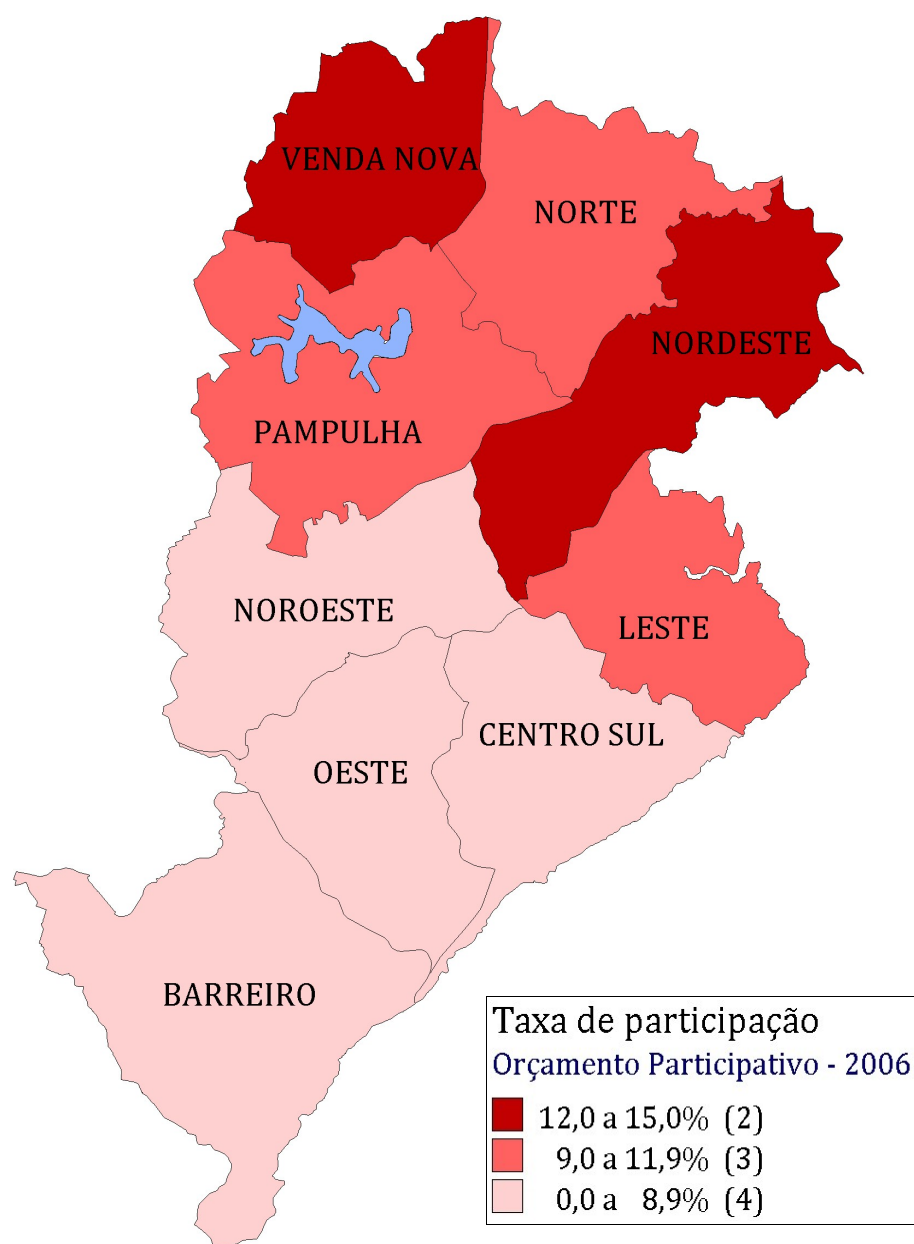 VENDA NOVA
NORTE
NORDESTE
PAMPULHA
NOROESTE
LESTE
CENTRO SUL
OESTE
BARREIRO
Taxa de participação
Orçamento Participativo - 2006
12,0 a 15,0% (2)
9,0 a 11,9% (3)
0,0 a 8,9% (4)